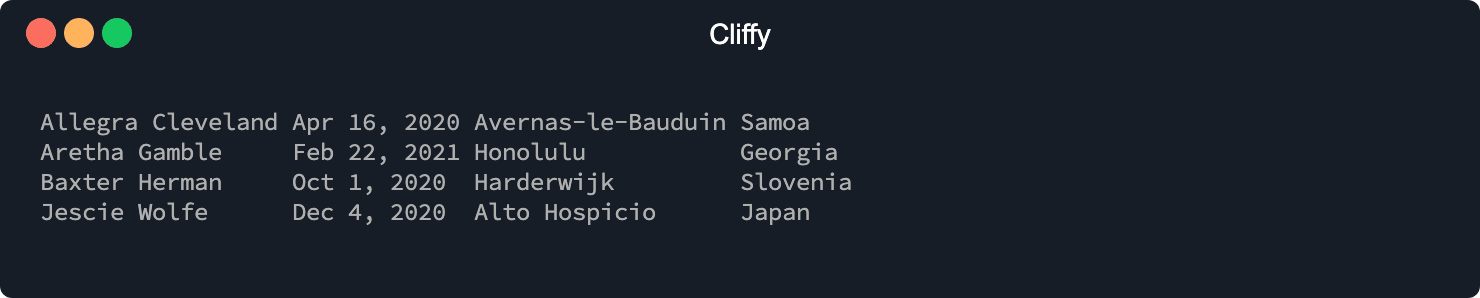 Cliffy
Allegra Cleveland Apr 16, 2020 Avernas-le-Bauduin Samoa
Aretha Gamble     Feb 22, 2021 Honolulu           Georgia
Baxter Herman     Oct 1, 2020  Harderwijk         Slovenia
Jescie Wolfe      Dec 4, 2020  Alto Hospicio      Japan